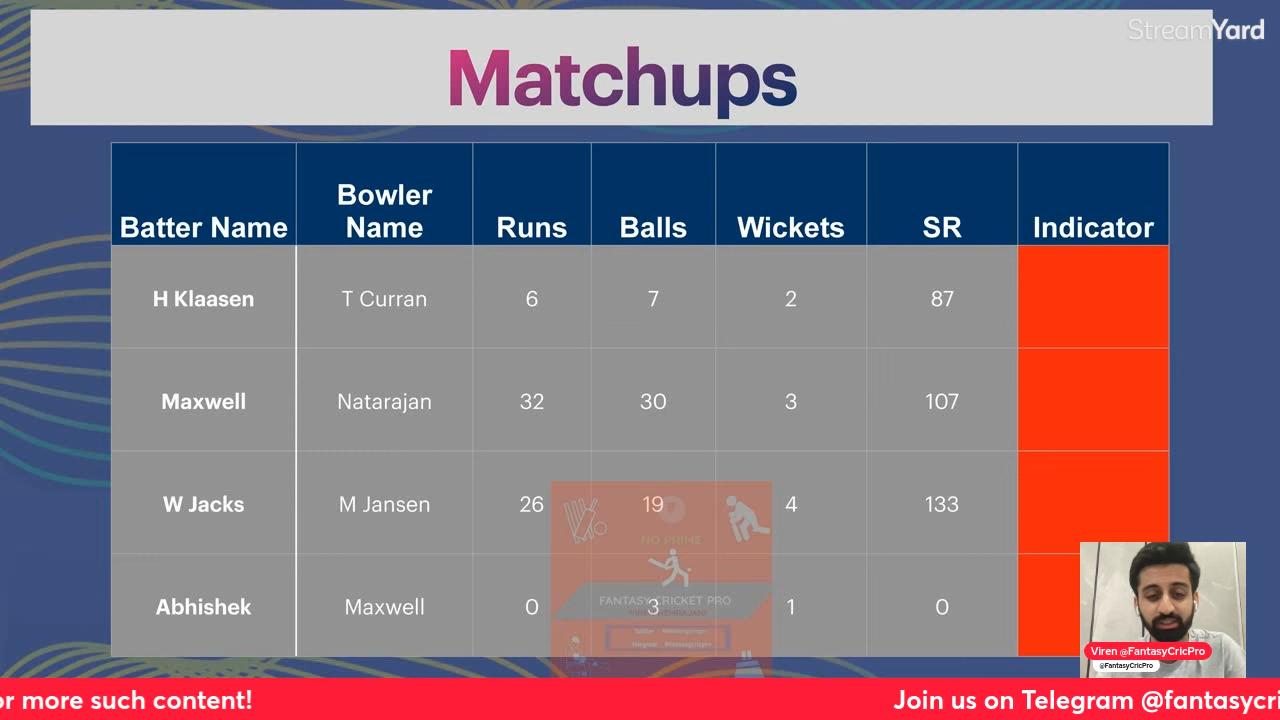 StreamYard
Matchups
Batter Name Bowler Name Runs Balls Wickets SR Indicator
H Klaasen T Curran 6 7 2 87
Maxwell Natarajan 32 30 3 107
W Jacks M Jansen 26 19 4 133
NO PRIME
FANTASY CRICKET PRO
Abhishek Maxwell 0 3 1 0
Viren @FantasyCricPro
@FantasyCricPro
or more such content! Join us on Telegram @fantasycri